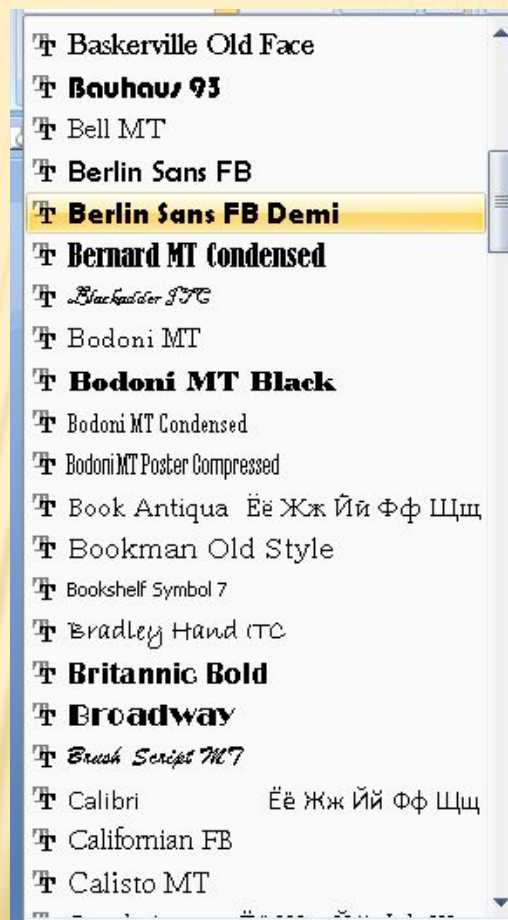 Baskerville Old Face
Bauhaus 93
Bell MT
Berlin Sans FB
Berlin Sans FB Demi
Bernard MT Condensed
Blackadder ITC
Bodoni MT
Bodoni MT Black
Bodoni MT Condensed
Bodoni MT Poster Compressed
Book Antiqua Ёё Жж Йй Фф Щщ
Bookman Old Style
Bookshelf Symbol 7
Bradley Hand ITC
Britannic Bold
Broadway
Brush Script MT
Calibri Ёё Жж Йй Фф Щщ
Californian FB
Calisto MT